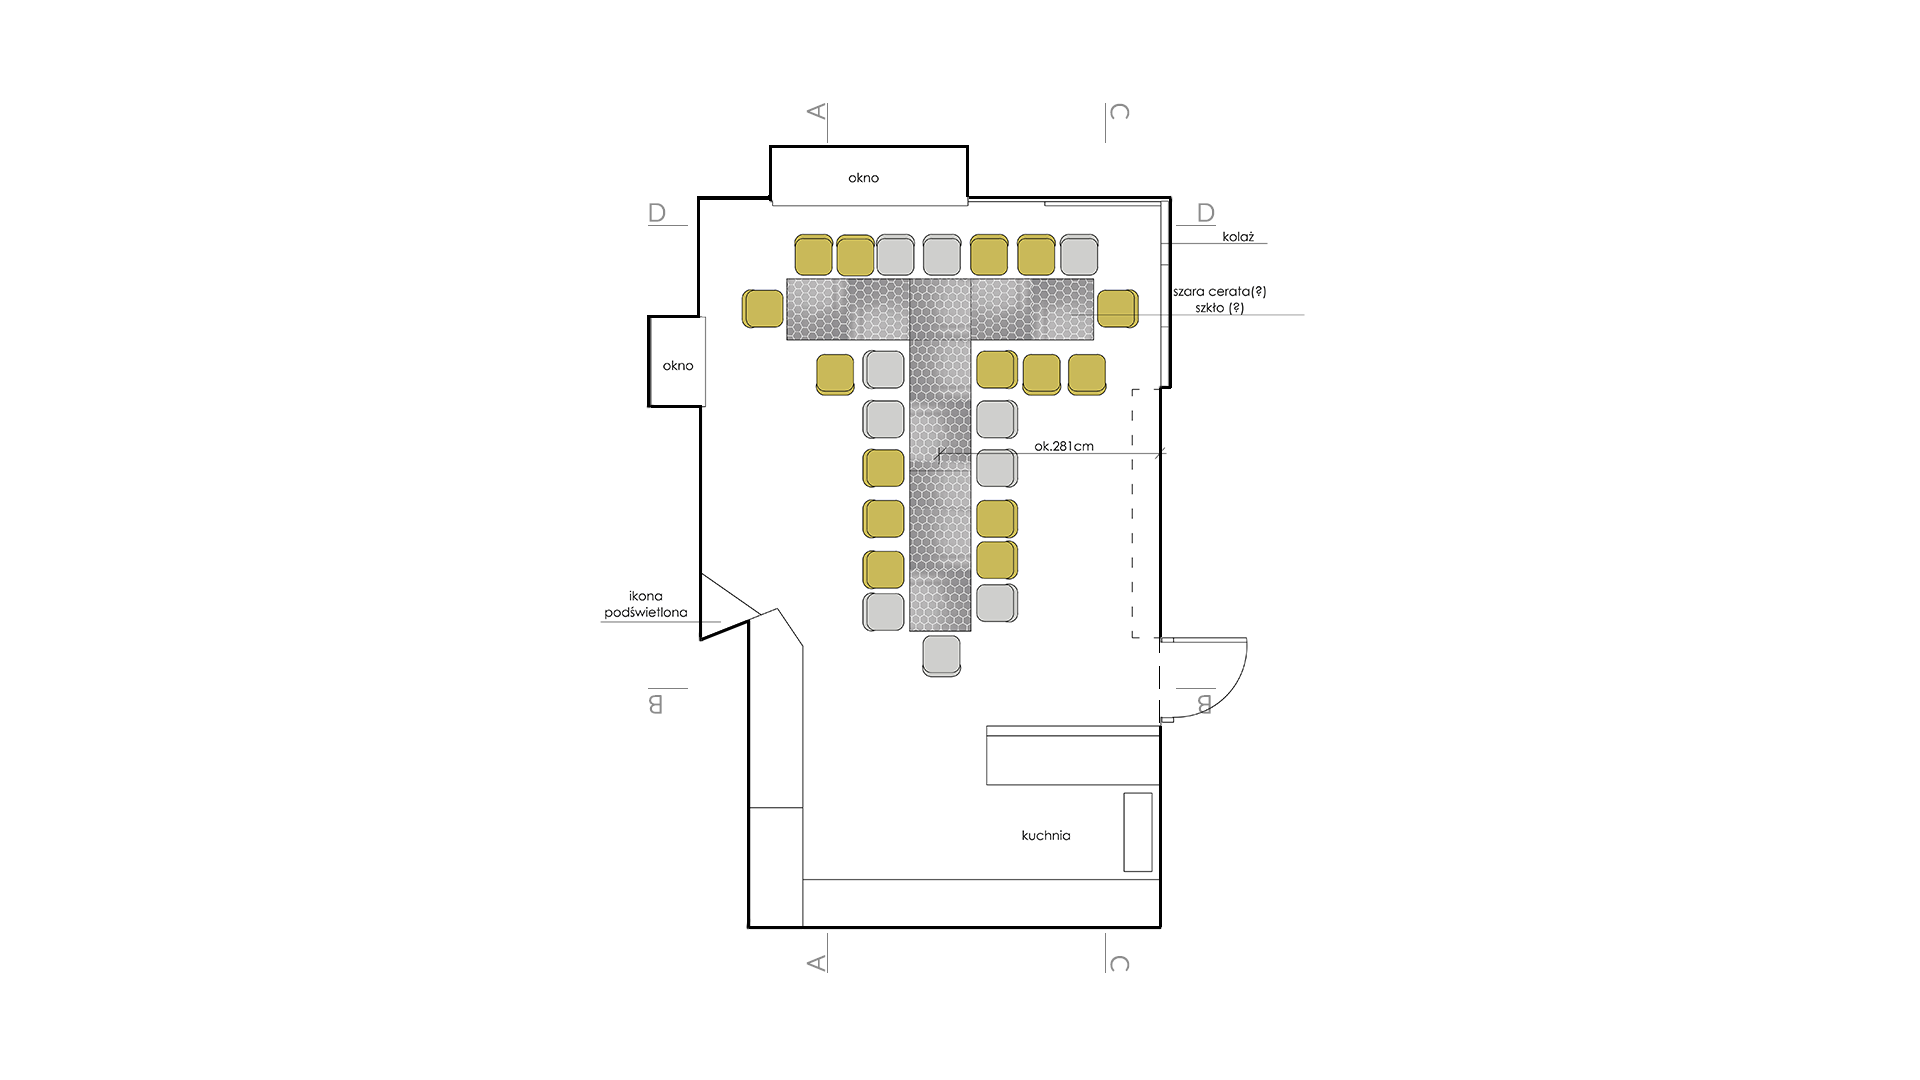 A
C
okno
D
D
kolaż
szara cerata(?)
szkło (?)
okno
ok.281cm
ikona
podświetlona
B
B
kuchnia
A
C